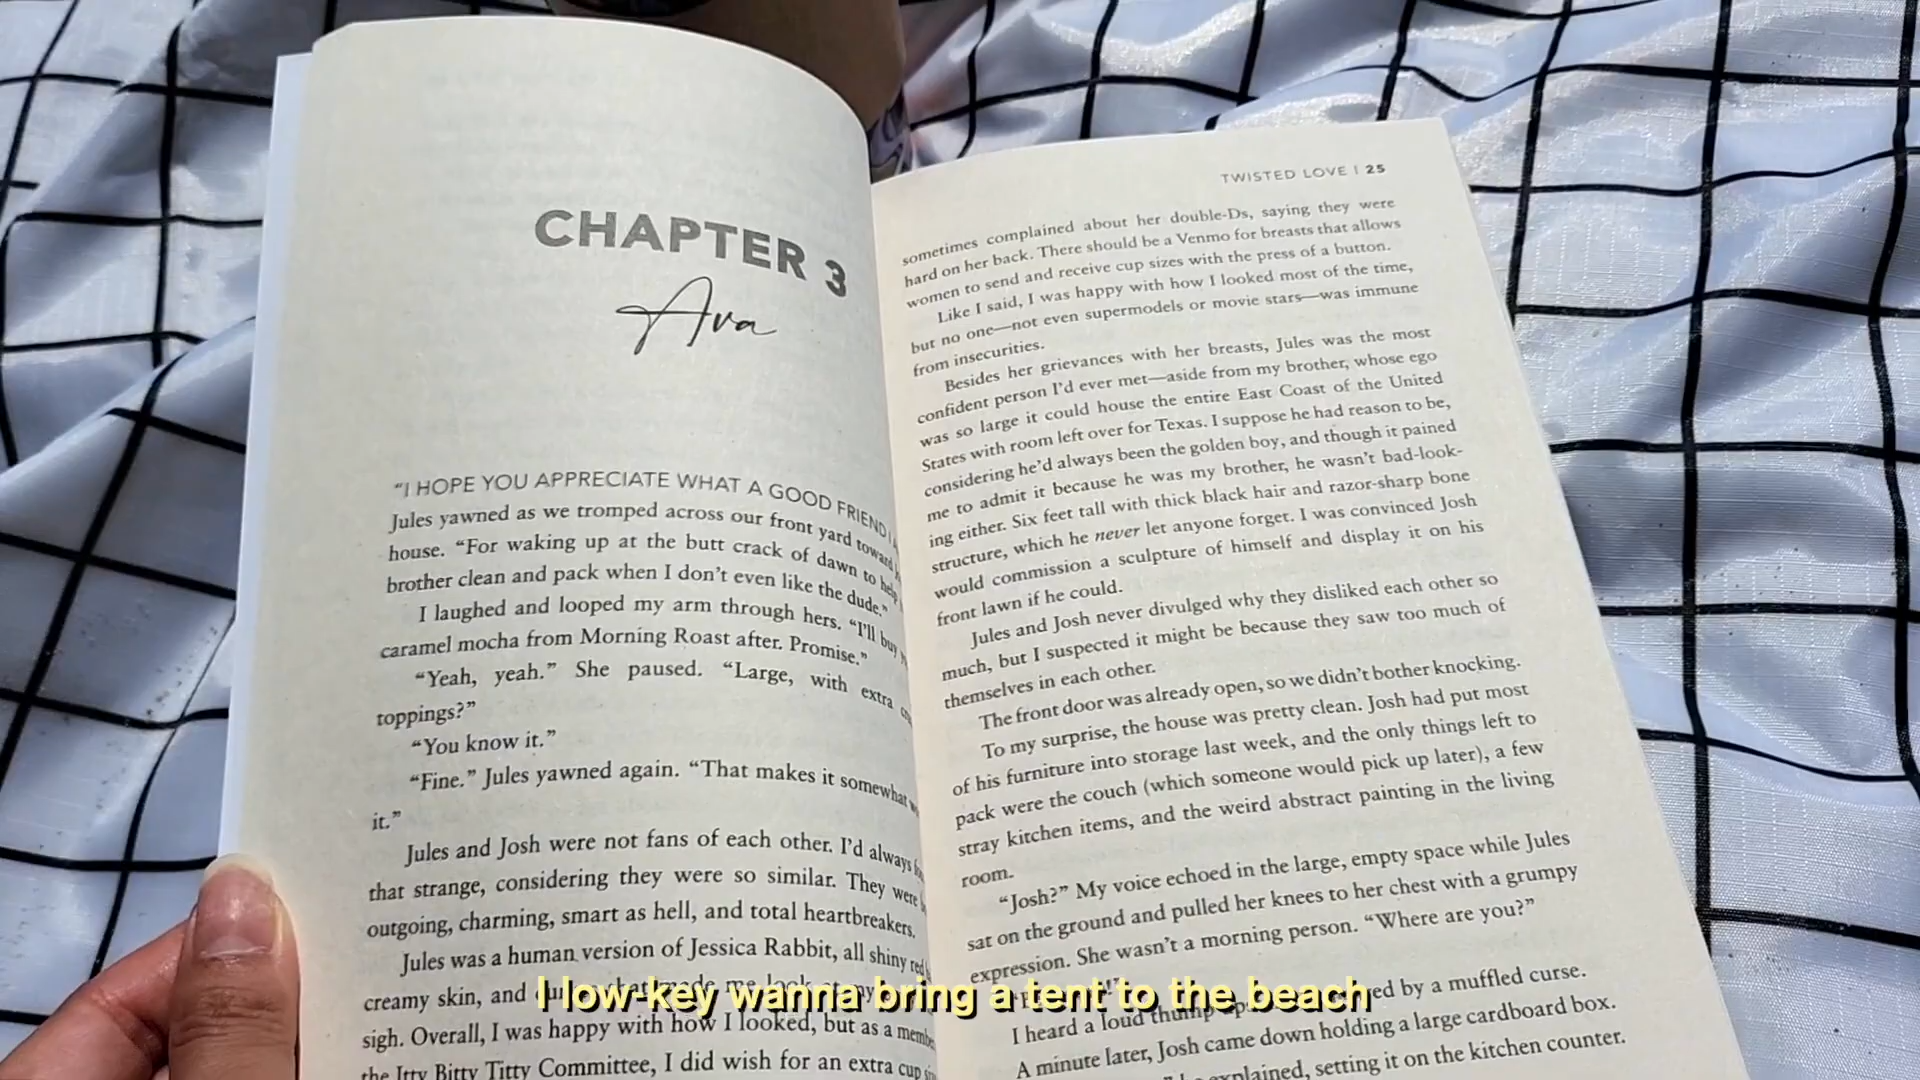 CHAPTER 3
Ava
"I HOPE YOU APPRECIATE WHAT A GOOD FRIEND I
Jules yawned as we tromped across our front yard toward
house. "For waking up at the butt crack of dawn to help
brother clean and pack when I don't even like the dude."
I laughed and looped my arm through hers. "I'll buy
caramel mocha from Morning Roast after. Promise."
"Yeah, yeah." She paused. "Large, with extra
toppings?"
"You know it."
"Fine." Jules yawned again. "That makes it somewhat
it."
Jules and Josh were not fans of each other. I'd always
that strange, considering they were so similar. They were
outgoing, charming, smart as hell, and total heartbreakers.
Jules was a human version of Jessica Rabbit, all shiny red
creamy skin, and
sigh. Overall, I was happy with how I looked, but as a
the Itty Bitty Titty Committee, I did wish for an extra cup
TWISTED LOVE | 25
sometimes complained about her double-Ds, saying they were
hard on her back. There should be a Venmo for breasts that allows
women to send and receive cup sizes with the press of a button.
Like I said, I was happy with how I looked most of the time,
but no one—not even supermodels or movie stars—was immune
from insecurities.
Besides her grievances with her breasts, Jules was the most
confident person I'd ever met—aside from my brother, whose ego
was so large it could house the entire East Coast of the United
States with room left over for Texas. I suppose he had reason to be,
considering he'd always been the golden boy, and though it pained
me to admit it because he was my brother, he wasn't bad-look-
ing either. Six feet tall with thick black hair and razor-sharp bone
structure, which he never let anyone forget. I was convinced Josh
would commission a sculpture of himself and display it on his
front lawn if he could.
Jules and Josh never divulged why they disliked each other so
much, but I suspected it might be because they saw too much of
themselves in each other.
The front door was already open, so we didn't bother knocking.
To my surprise, the house was pretty clean. Josh had put most
of his furniture into storage last week, and the only things left to
pack were the couch (which someone would pick up later), a few
stray kitchen items, and the weird abstract painting in the living
room.
"Josh?" My voice echoed in the large, empty space while Jules
sat on the ground and pulled her knees to her chest with a grumpy
expression. She wasn't a morning person. "Where are you?"
I heard a loud thump by a muffled curse.
A minute later, Josh came down holding a large cardboard box.
explained, setting it on the kitchen counter.
I low-key wanna bring a tent to the beach